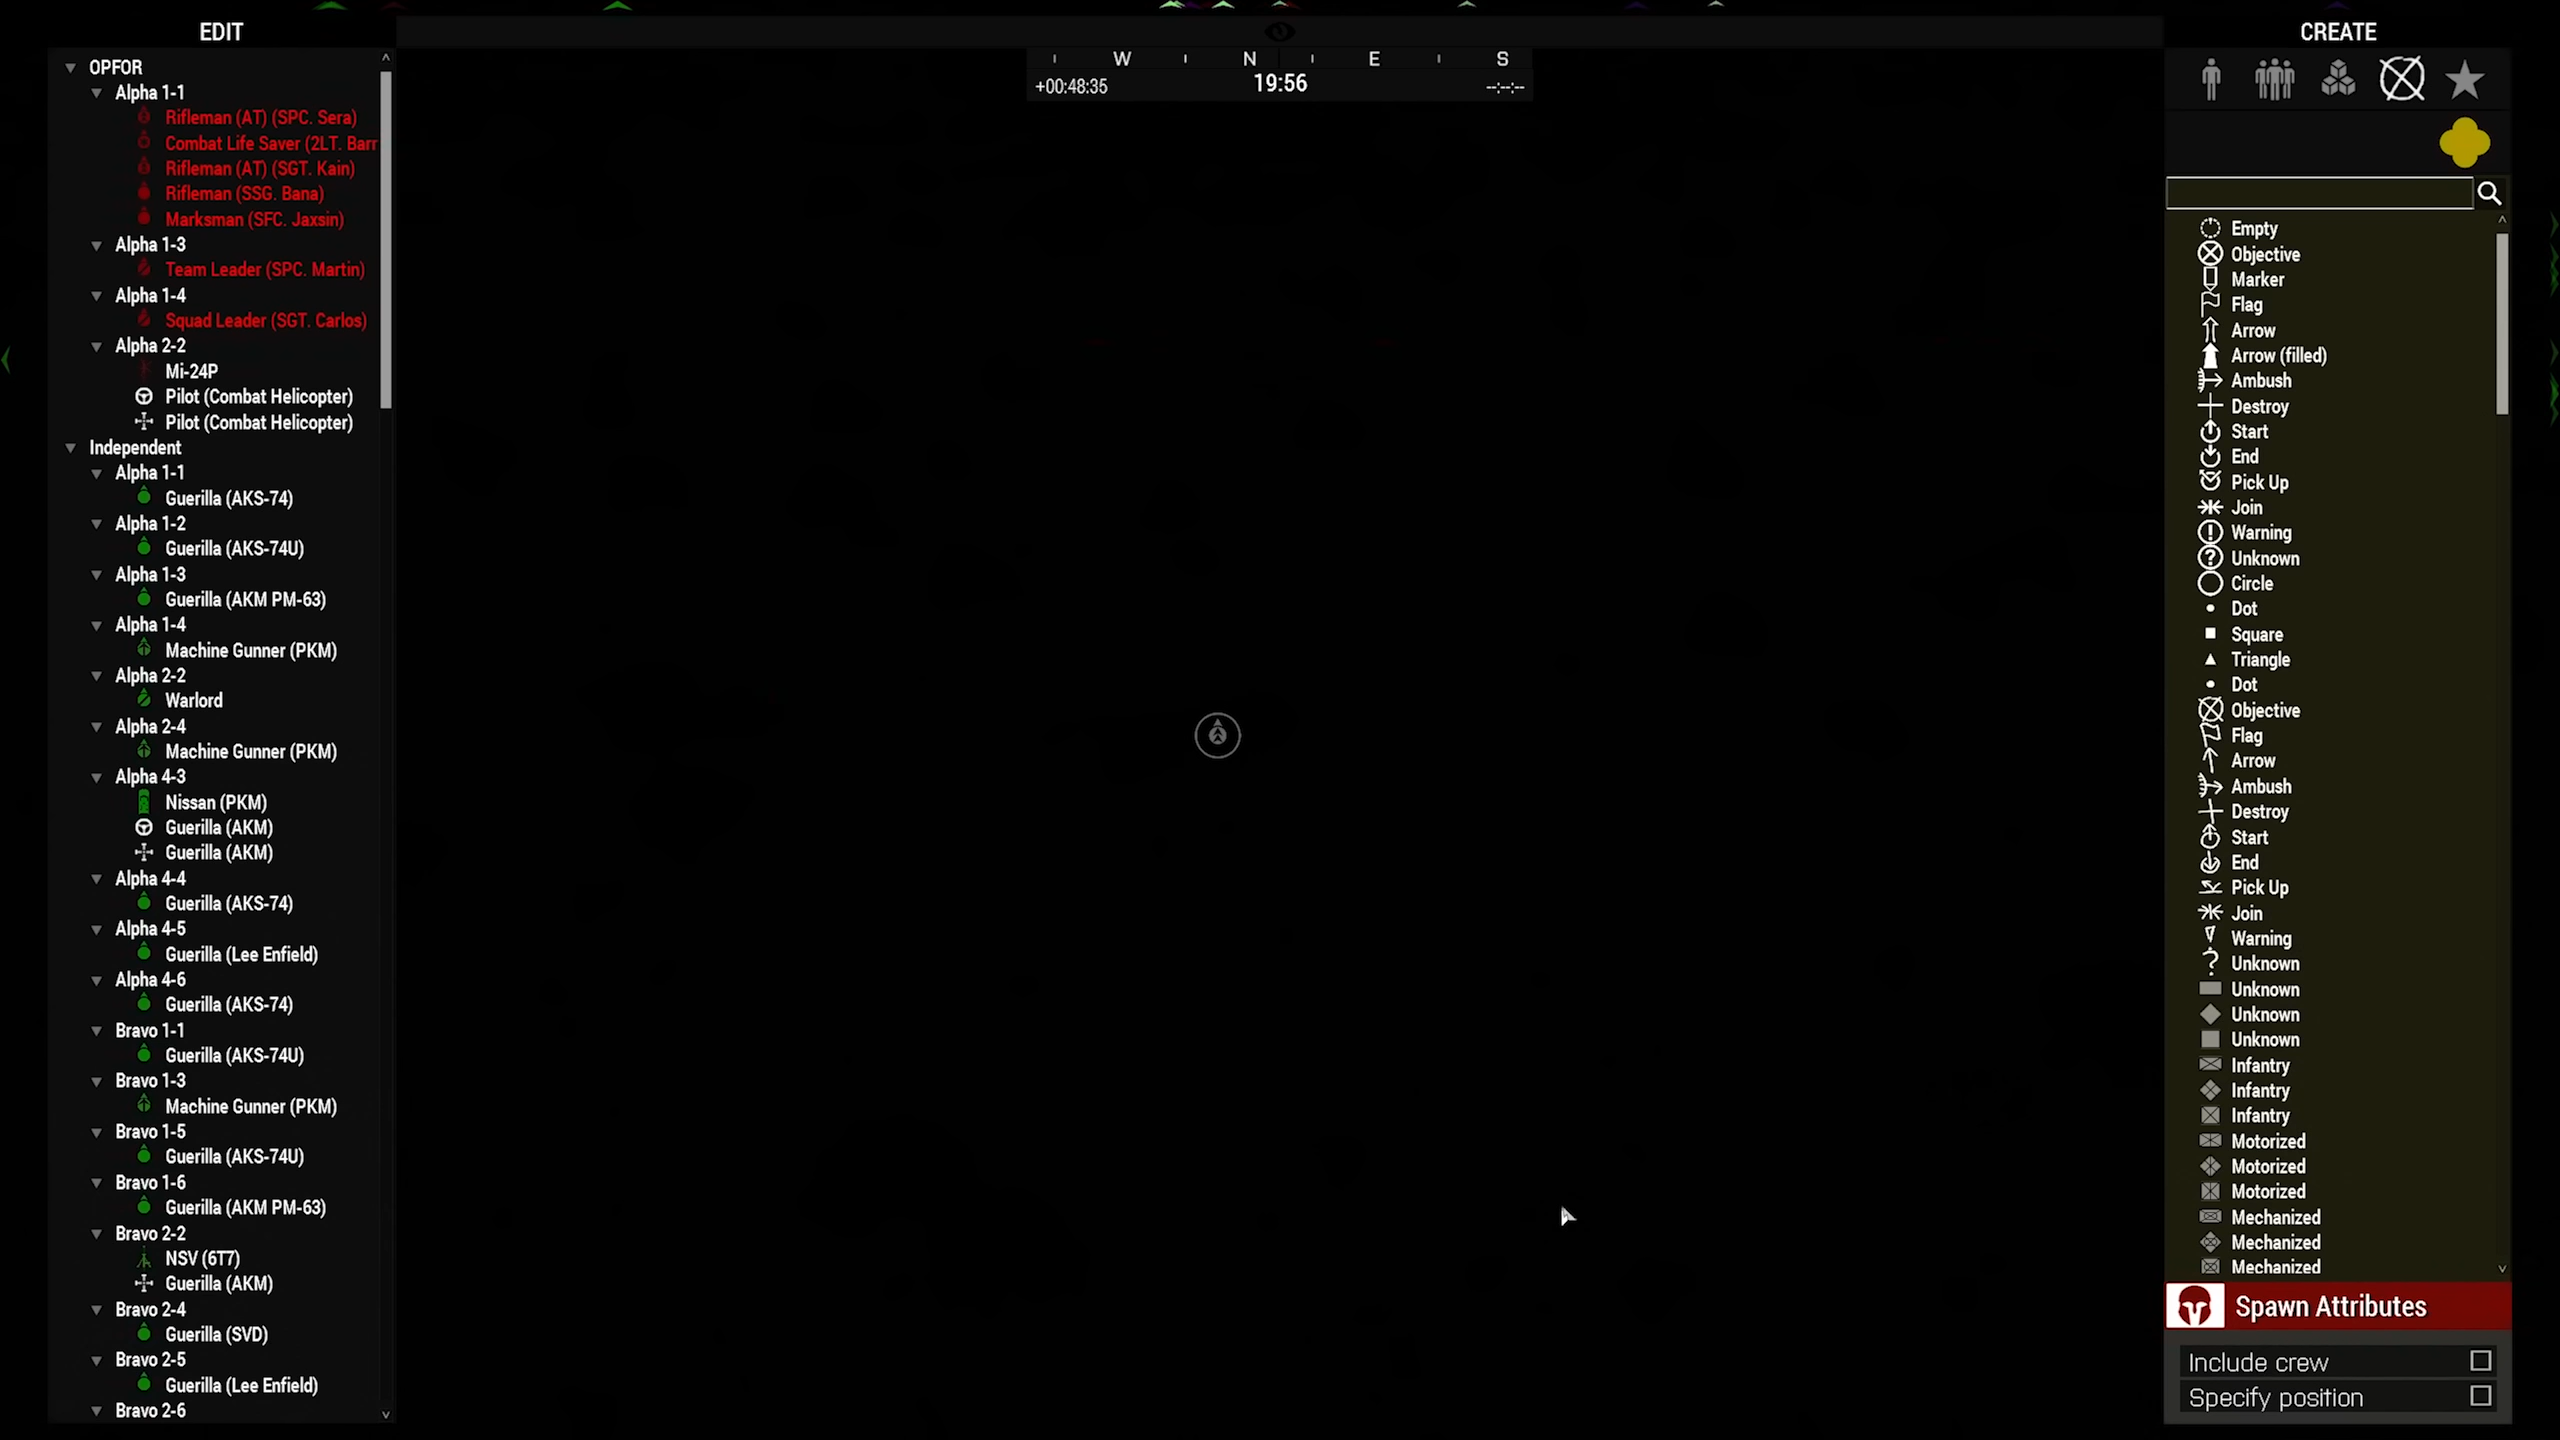 EDIT
OPFOR
Alpha 1-1
Rifleman (AT) (SPC. Sera)
Combat Life Saver (2LT. Barr
Rifleman (AT) (SGT. Kain)
Rifleman (SSG. Bana)
Marksman (SFC. Jaxsin)
Alpha 1-3
Team Leader (SPC. Martin)
Alpha 1-4
Squad Leader (SGT. Carlos)
Alpha 2-2
Mi-24P
Pilot (Combat Helicopter)
Pilot (Combat Helicopter)
Independent
Alpha 1-1
Guerilla (AKS-74)
Alpha 1-2
Guerilla (AKS-74U)
Alpha 1-3
Guerilla (AKM PM-63)
Alpha 1-4
Machine Gunner (PKM)
Alpha 2-2
Warlord
Alpha 2-4
Machine Gunner (PKM)
Alpha 4-3
Nissan (PKM)
Guerilla (AKM)
Guerilla (AKM)
Alpha 4-4
Guerilla (AKS-74)
Alpha 4-5
Guerilla (Lee Enfield)
Alpha 4-6
Guerilla (AKS-74)
Bravo 1-1
Guerilla (AKS-74U)
Bravo 1-3
Machine Gunner (PKM)
Bravo 1-5
Guerilla (AKS-74U)
Bravo 1-6
Guerilla (AKM PM-63)
Bravo 2-2
NSV (6T7)
Guerilla (AKM)
Bravo 2-4
Guerilla (SVD)
Bravo 2-5
Guerilla (Lee Enfield)
Bravo 2-6
W N E S
+00:48:35 19:56 --:--:--
CREATE
Empty
Objective
Marker
Flag
Arrow
Arrow (filled)
Ambush
Destroy
Start
End
Pick Up
Join
Warning
Unknown
Circle
Dot
Square
Triangle
Dot
Objective
Flag
Arrow
Ambush
Destroy
Start
End
Pick Up
Join
Warning
Unknown
Unknown
Unknown
Unknown
Infantry
Infantry
Infantry
Motorized
Motorized
Motorized
Mechanized
Mechanized
Mechanized
Spawn Attributes
Include crew
Specify position